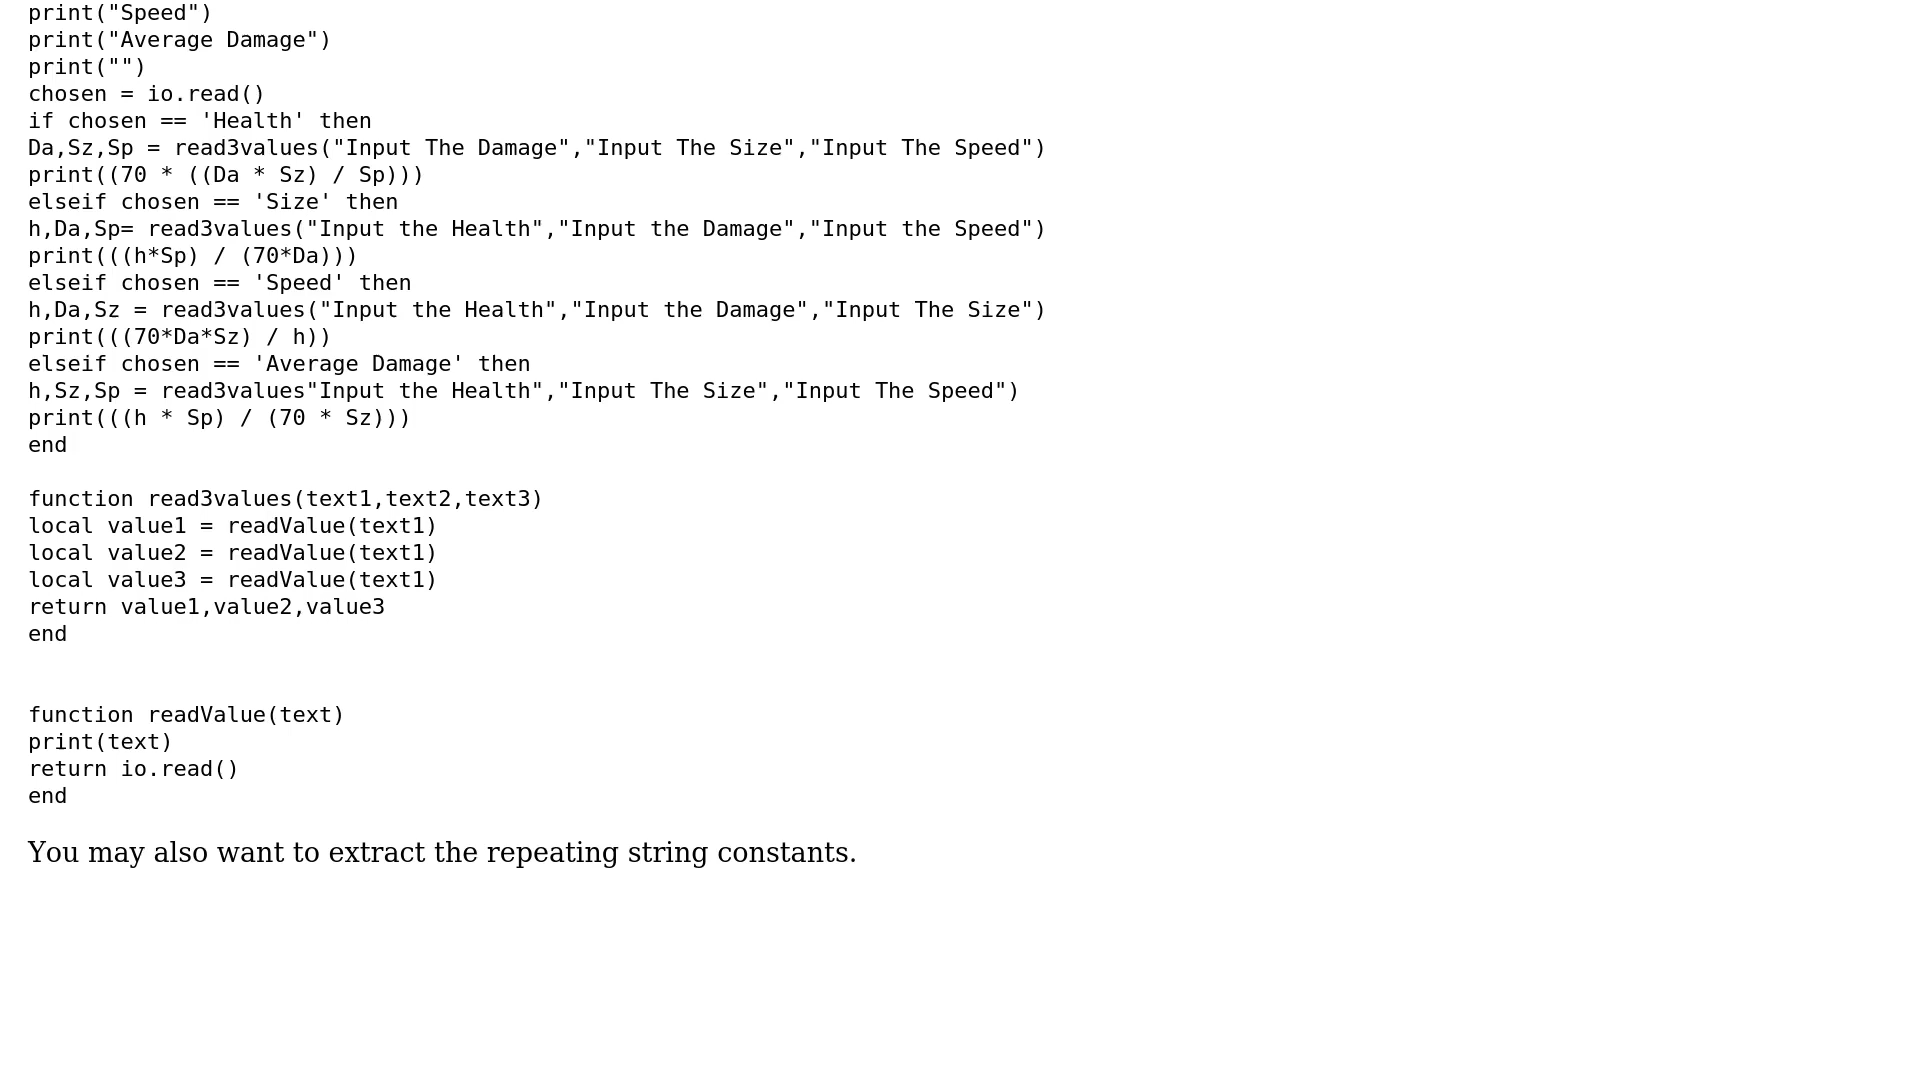 print("Speed")
print("Average Damage")
print("")
chosen = io.read()
if chosen == 'Health' then
Da,Sz,Sp = read3values("Input The Damage","Input The Size","Input The Speed")
print((70 * ((Da * Sz) / Sp)))
elseif chosen == 'Size' then
h,Da,Sp= read3values("Input the Health","Input the Damage","Input the Speed")
print(((h*Sp) / (70*Da)))
elseif chosen == 'Speed' then
h,Da,Sz = read3values("Input the Health","Input the Damage","Input The Size")
print(((70*Da*Sz) / h))
elseif chosen == 'Average Damage' then
h,Sz,Sp = read3values"Input the Health","Input The Size","Input The Speed")
print(((h * Sp) / (70 * Sz)))
end

function read3values(text1,text2,text3)
local value1 = readValue(text1)
local value2 = readValue(text1)
local value3 = readValue(text1)
return value1,value2,value3
end

function readValue(text)
print(text)
return io.read()
end

You may also want to extract the repeating string constants.